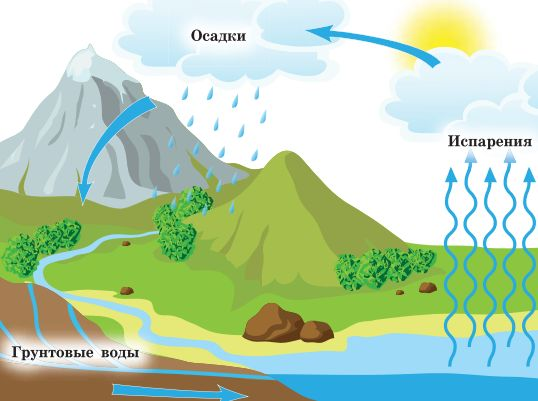 Осадки
Испарения
Грунтовые воды